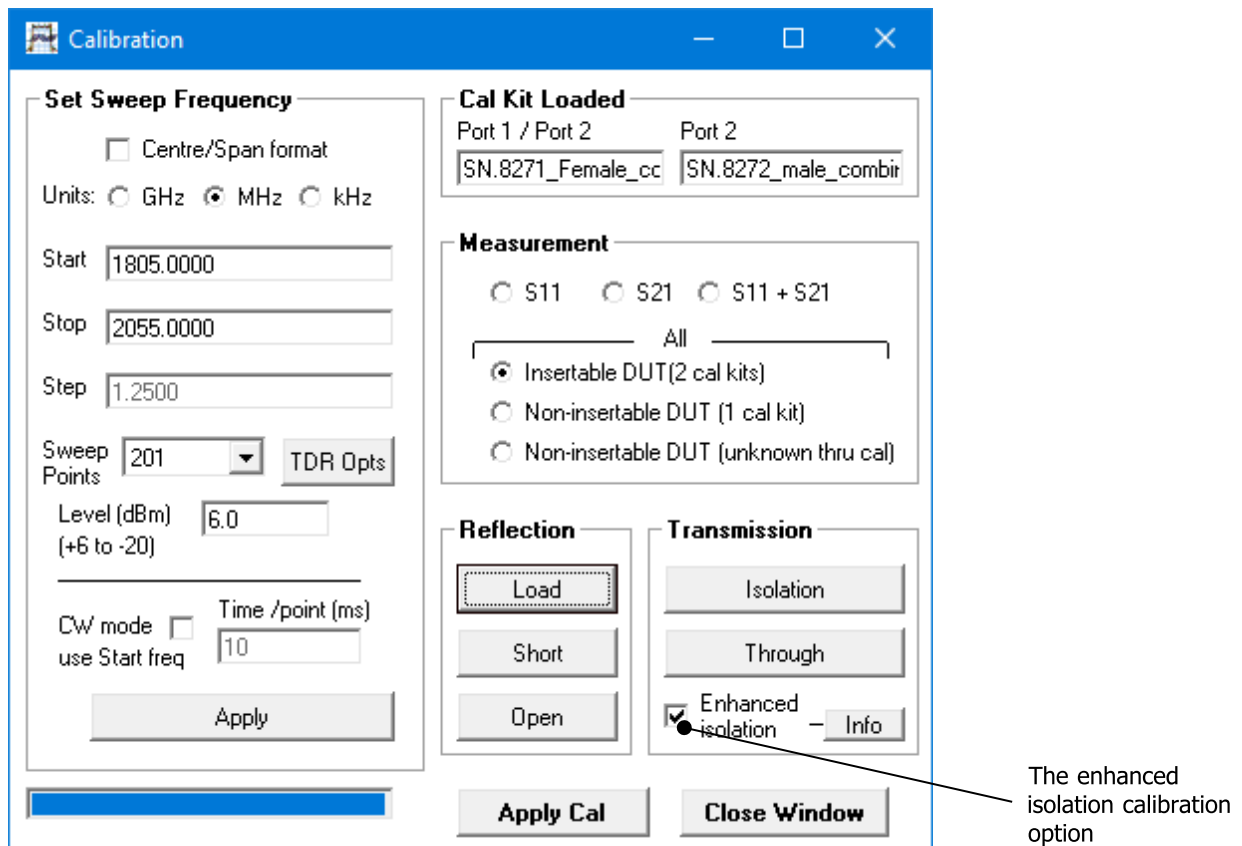 Calibration
Set Sweep Frequency
Centre/Span format
Units: GHz MHz kHz
Start 1805.0000
Stop 2055.0000
Step 1.2500
Sweep Points 201 TDR Opts
Level (dBm) 6.0
(+6 to -20)
CW mode Time /point (ms)
use Start freq 10
Apply
Cal Kit Loaded
Port 1 / Port 2 Port 2
SN.8271_Female_cc SN.8272_male_combir
Measurement
S11 S21 S11 + S21
All
Insertable DUT(2 cal kits)
Non-insertable DUT (1 cal kit)
Non-insertable DUT (unknown thru cal)
Reflection
Load
Short
Open
Transmission
Isolation
Through
Enhanced
isolation – Info
Apply Cal Close Window
The enhanced
isolation calibration
option